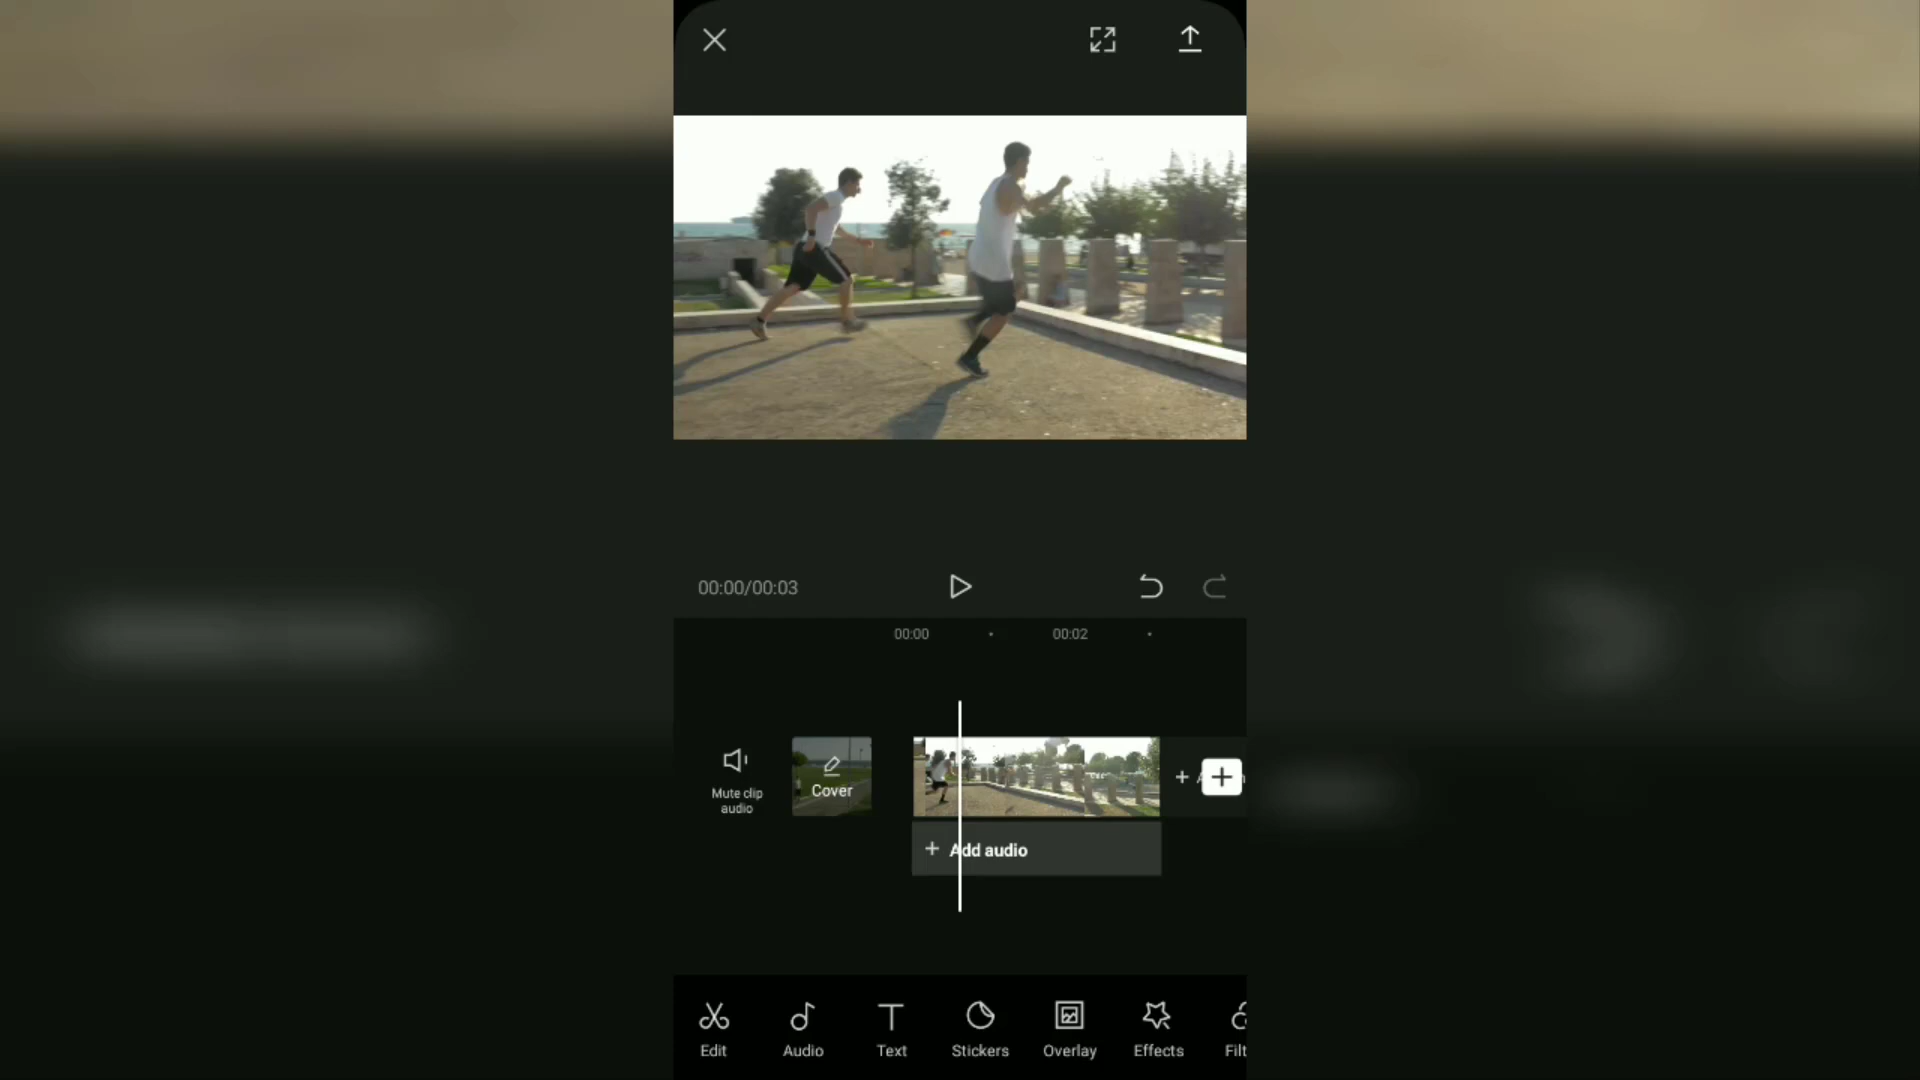 00:00/00:03
00:00
00:02
Mute clip
audio
Cover
+ Add audio
Edit
Audio
Text
Stickers
Overlay
Effects
Filt